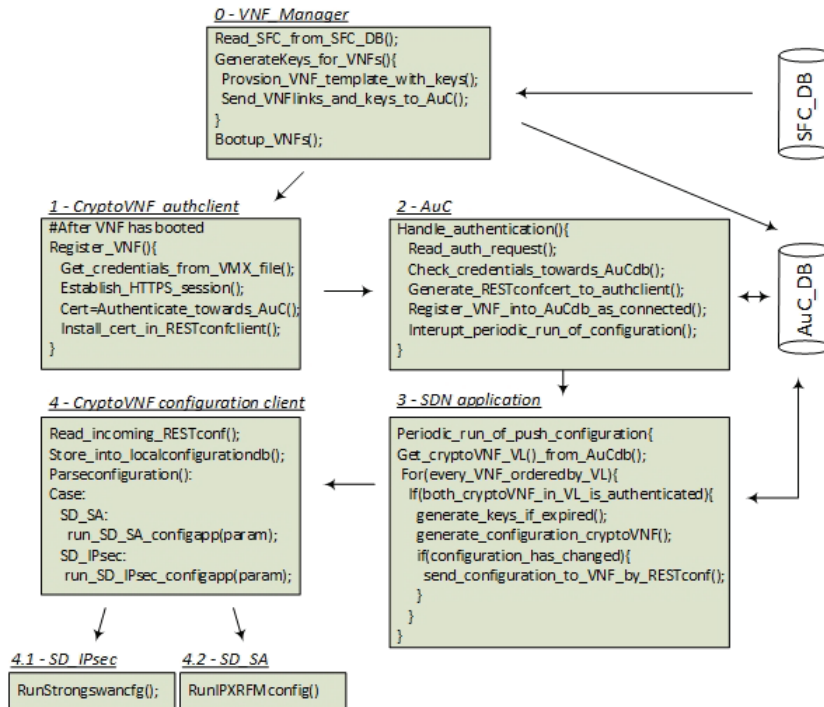 0 - VNF_Manager
Read_SFC_from_SFC_DB();
GenerateKeys_for_VNFs(){
Provsion_VNF_template_with_keys();
Send_VNFlinks_and_keys_to_AuC();
}
Bootup_VNFs();
SFC_DB
1 - CryptoVNF_authclient
#After VNF has booted
Register_VNF(){
Get_credentials_from_VMX_file();
Establish_HTTPS_session();
Cert=Authenticate_towards_AuC();
Install_cert_in_RESTconfclient();
}
2 - AuC
Handle_authentication(){
Read_auth_request();
Check_credentials_towards_AuCdb();
Generate_RESTconfcert_to_authclient();
Register_VNF_into_AuCdb_as_connected();
Interupt_periodic_run_of_configuration();
}
AuC_DB
4 - CryptoVNF configuration client
Read_incoming_RESTconf();
Store_into_localconfigurationdb();
Parseconfiguration():
Case:
SD_SA:
run_SD_SA_configapp(param);
SD_IPsec:
run_SD_IPsec_configapp(param);
3 - SDN application
Periodic_run_of_push_configuration{
Get_cryptoVNF_VL()_from_AuCdb();
For(every_VNF_orderedby_VL){
If(both_cryptoVNF_in_VL_is_authenticated){
generate_keys_if_expired();
generate_configuration_cryptoVNF();
if(configuration_has_changed){
send_configuration_to_VNF_by_RESTconf();
}
}
}
4.1 - SD_IPsec
RunStrongswancfg();
4.2 - SD_SA
RunIPXRFMconfig()